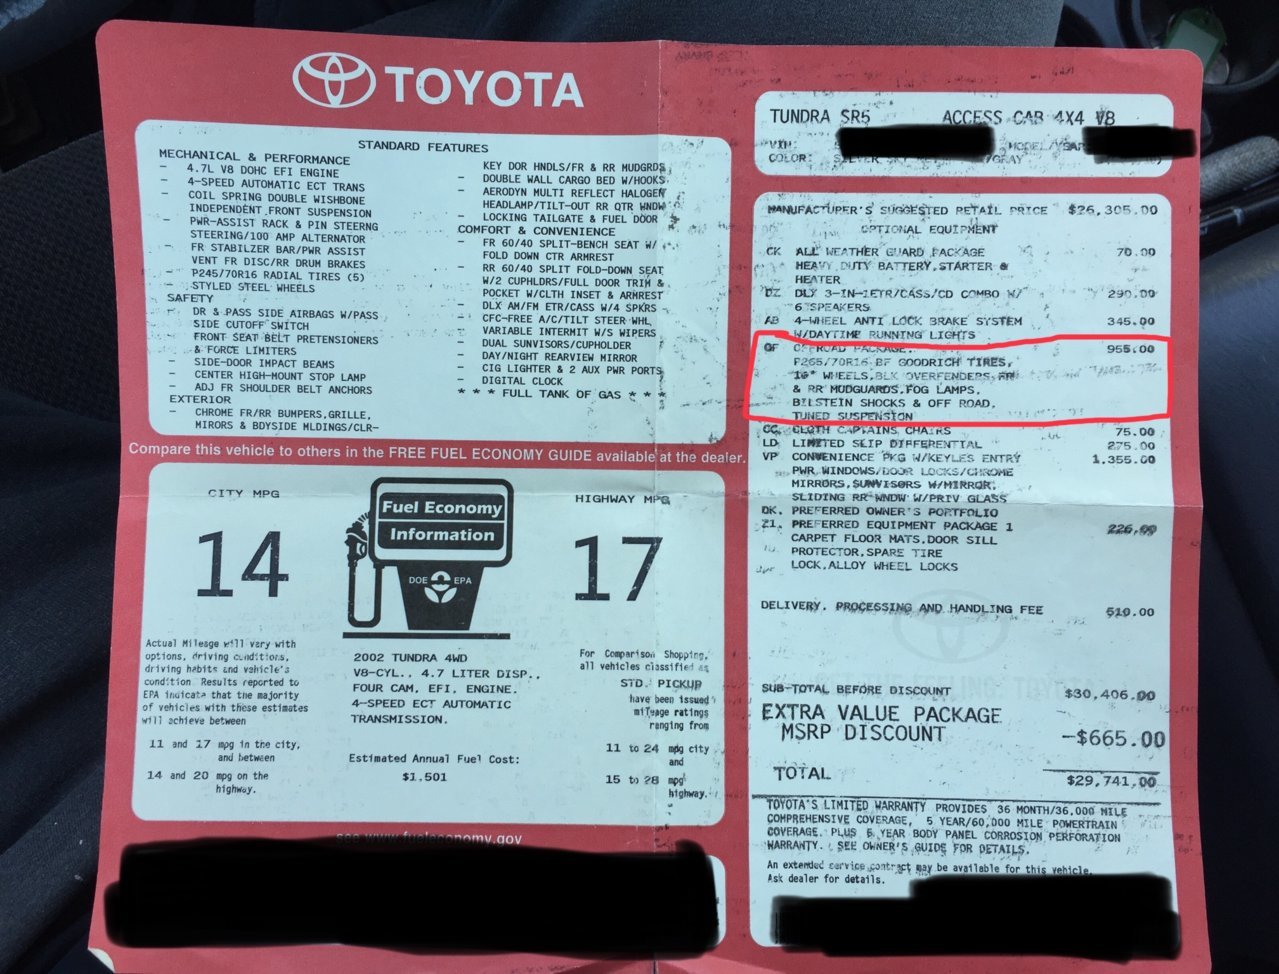 TOYOTA
STANDARD FEATURES
MECHANICAL & PERFORMANCE
- 4.7L V8 DOHC EFI ENGINE
- 4-SPEED AUTOMATIC ECT TRANS
- COIL SPRING DOUBLE WISHBONE
INDEPENDENT FRONT SUSPENSION
- PWR-ASSIST RACK & PIN STEERNG
STEERING/100 AMP ALTERNATOR
- FR STABILZER BAR/PWR ASSIST
VENT FR DISC/RR DRUM BRAKES
- P245/70R16 RADIAL TIRES (5)
- STYLED STEEL WHEELS
SAFETY
- DR & PASS SIDE AIRBAGS W/PASS
SIDE CUTOFF SWITCH
- FRONT SEAT BELT PRETENSIONERS
& FORCE LIMITERS
- SIDE-DOOR IMPACT BEAMS
- CENTER HIGH-MOUNT STOP LAMP
- ADJ FR SHOULDER BELT ANCHORS
EXTERIOR
- CHROME FR/RR BUMPERS,GRILLE,
MIRORS & BDYSIDE MLDINGS/CLR-
KEY DOR HNDLS/FR & RR MUDGRDS
- DOUBLE WALL CARGO BED W/HOOKS
- AERODYN MULTI REFLECT HALOGEN
HEADLAMP/TILT-OUT RR QTR WNDW
- LOCKING TAILGATE & FUEL DOOR
COMFORT & CONVENIENCE
- FR 60/40 SPLIT-BENCH SEAT W/
FOLD DOWN CTR ARMREST
- RR 60/40 SPLIT FOLD-DOWN SEAT
W/2 CUPHLDRS/FULL DOOR TRIM &
POCKET W/CLTH INSET & ARMREST
- DLX AM/FM ETR/CASS W/4 SPKRS
- CFC-FREE A/C/TILT STEER WHL
- VARIABLE INTERMIT W/S WIPERS
- DUAL SUNVISORS/CUPHOLDER
- DAY/NIGHT REARVIEW MIRROR
- CIG LIGHTER & 2 AUX PWR PORTS
- DIGITAL CLOCK
* * * FULL TANK OF GAS * * *
Compare this vehicle to others in the FREE FUEL ECONOMY GUIDE available at the dealer.
CITY MPG
14
Fuel Economy
Information
DOE EPA
HIGHWAY MPG
17
Actual Mileage will vary with
options, driving conditions,
driving habits and vehicle's
condition. Results reported to
EPA indicate that the majority
of vehicles with these estimates
will achieve between
11 and 17 mpg in the city,
and between
14 and 20 mpg on the
highway.
2002 TUNDRA 4WD
V8-CYL., 4.7 LITER DISP.,
FOUR CAM, EFI, ENGINE.
4-SPEED ECT AUTOMATIC
TRANSMISSION.
Estimated Annual Fuel Cost:
$1,501
For Comparison Shopping,
all vehicles classified as
STD. PICKUP
have been issued
mileage ratings
ranging from
11 to 24 mpg city
and
15 to 28 mpg
highway.
see www.fueleconomy.gov
TUNDRA SR5 ACCESS CAB 4X4 V8
VIN: MODEL/YEAR
COLOR: SILVER SKY /GRAY
MANUFACTURER'S SUGGESTED RETAIL PRICE $26,305.00
OPTIONAL EQUIPMENT
CK ALL WEATHER GUARD PACKAGE 70.00
HEAVY DUTY BATTERY,STARTER &
HEATER
DZ DLX 3-IN-1ETR/CASS/CD COMBO W/ 290.00
6 SPEAKERS
AB 4-WHEEL ANTI LOCK BRAKE SYSTEM 345.00
W/DAYTIME RUNNING LIGHTS
OF OFFROAD PACKAGE. 955.00
P265/70R16 BF GOODRICH TIRES,
16" WHEELS,BLK OVERFENDERS,FR
& RR MUDGUARDS,FOG LAMPS,
BILSTEIN SHOCKS & OFF ROAD,
TUNED SUSPENSION
CC CLOTH CAPTAINS CHAIRS 75.00
LD LIMITED SLIP DIFFERENTIAL 275.00
VP CONVENIENCE PKG W/KEYLES ENTRY 1,355.00
PWR WINDOWS/DOOR LOCKS/CHROME
MIRRORS,SUNVISORS W/MIRROR,
SLIDING RR WNDW W/PRIV GLASS
DK. PREFERRED OWNER'S PORTFOLIO
Z1. PREFERRED EQUIPMENT PACKAGE 1 226.00
CARPET FLOOR MATS,DOOR SILL
PROTECTOR,SPARE TIRE
LOCK,ALLOY WHEEL LOCKS
DELIVERY, PROCESSING AND HANDLING FEE 510.00
SUB-TOTAL BEFORE DISCOUNT $30,406.00
EXTRA VALUE PACKAGE
MSRP DISCOUNT -$665.00
TOTAL $29,741.00
TOYOTA'S LIMITED WARRANTY PROVIDES 36 MONTH/36,000 MILE
COMPREHENSIVE COVERAGE, 5 YEAR/60,000 MILE POWERTRAIN
COVERAGE. PLUS 5 YEAR BODY PANEL CORROSION PERFORATION
WARRANTY. SEE OWNER'S GUIDE FOR DETAILS.
An extended service contract may be available for this vehicle.
Ask dealer for details.